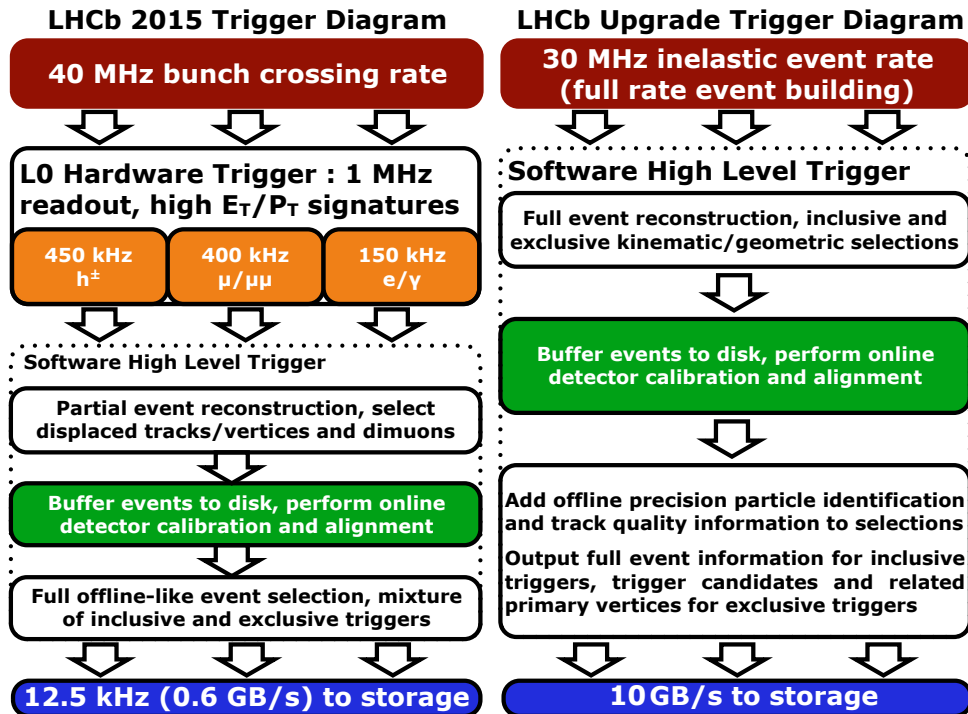 LHCb 2015 Trigger Diagram
40 MHz bunch crossing rate
L0 Hardware Trigger : 1 MHz
readout, high E_T/P_T signatures
450 kHz
h±
400 kHz
μ/μμ
150 kHz
e/γ
Software High Level Trigger
Partial event reconstruction, select
displaced tracks/vertices and dimuons
Buffer events to disk, perform online
detector calibration and alignment
Full offline-like event selection, mixture
of inclusive and exclusive triggers
12.5 kHz (0.6 GB/s) to storage
LHCb Upgrade Trigger Diagram
30 MHz inelastic event rate
(full rate event building)
Software High Level Trigger
Full event reconstruction, inclusive and
exclusive kinematic/geometric selections
Buffer events to disk, perform online
detector calibration and alignment
Add offline precision particle identification
and track quality information to selections
Output full event information for inclusive
triggers, trigger candidates and related
primary vertices for exclusive triggers
10 GB/s to storage